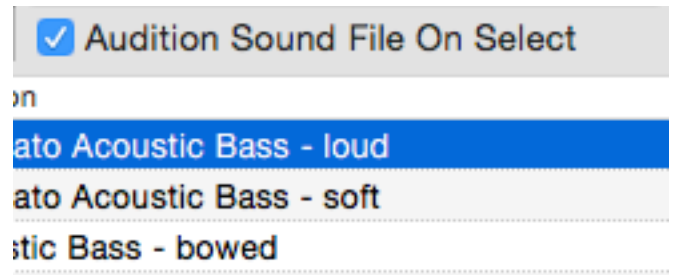 Audition Sound File On Select
on
ato Acoustic Bass - loud
ato Acoustic Bass - soft
stic Bass - bowed